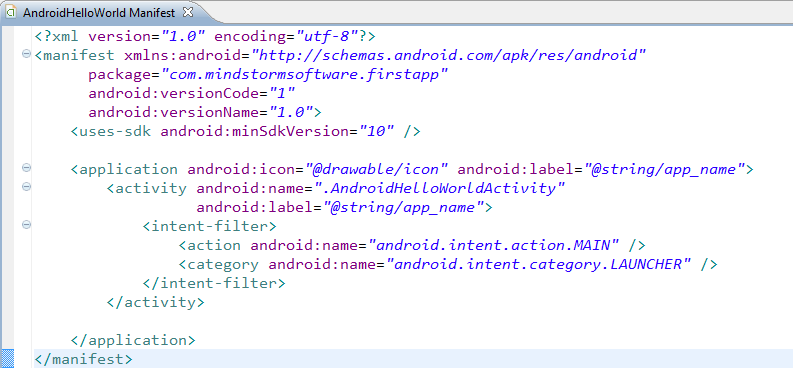 AndroidHelloWorld Manifest
<?xml version="1.0" encoding="utf-8"?>
<manifest xmlns:android="http://schemas.android.com/apk/res/android"
      package="com.mindstormsoftware.firstapp"
      android:versionCode="1"
      android:versionName="1.0">
    <uses-sdk android:minSdkVersion="10" />

    <application android:icon="@drawable/icon" android:label="@string/app_name">
        <activity android:name=".AndroidHelloWorldActivity"
                  android:label="@string/app_name">
            <intent-filter>
                <action android:name="android.intent.action.MAIN" />
                <category android:name="android.intent.category.LAUNCHER" />
            </intent-filter>
        </activity>

    </application>
</manifest>